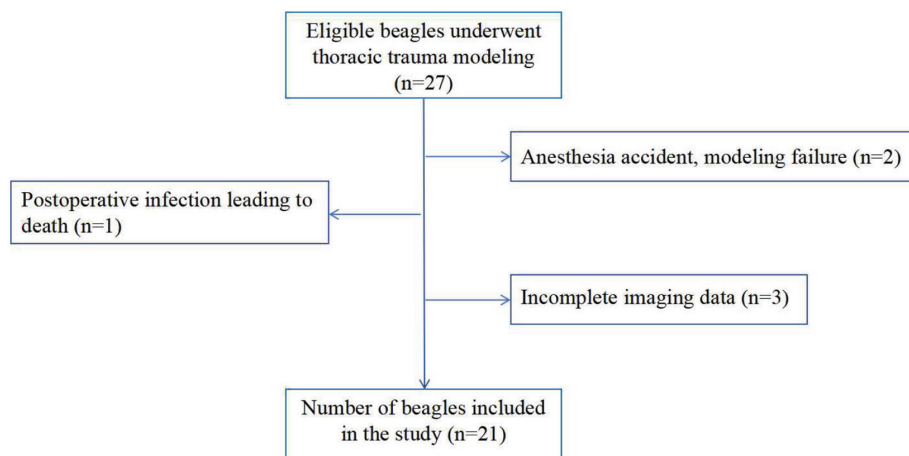 Eligible beagles underwent
thoracic trauma modeling
(n=27)
Anesthesia accident, modeling failure (n=2)
Postoperative infection leading to
death (n=1)
Incomplete imaging data (n=3)
Number of beagles included
in the study (n=21)